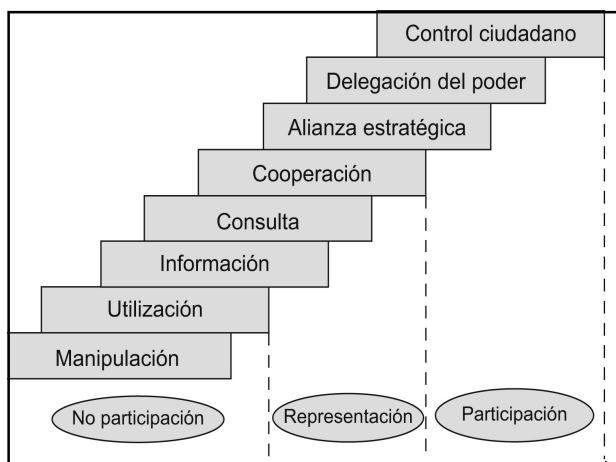 Control ciudadano
Delegación del poder
Alianza estratégica
Cooperación
Consulta
Información
Utilización
Manipulación
No participación
Representación
Participación